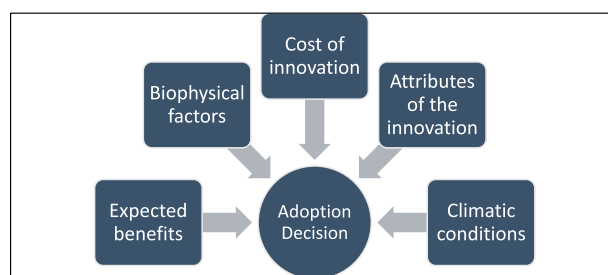 Cost of
innovation
Biophysical
factors
Attributes
of the
innovation
Expected
benefits
Adoption
Decision
Climatic
conditions